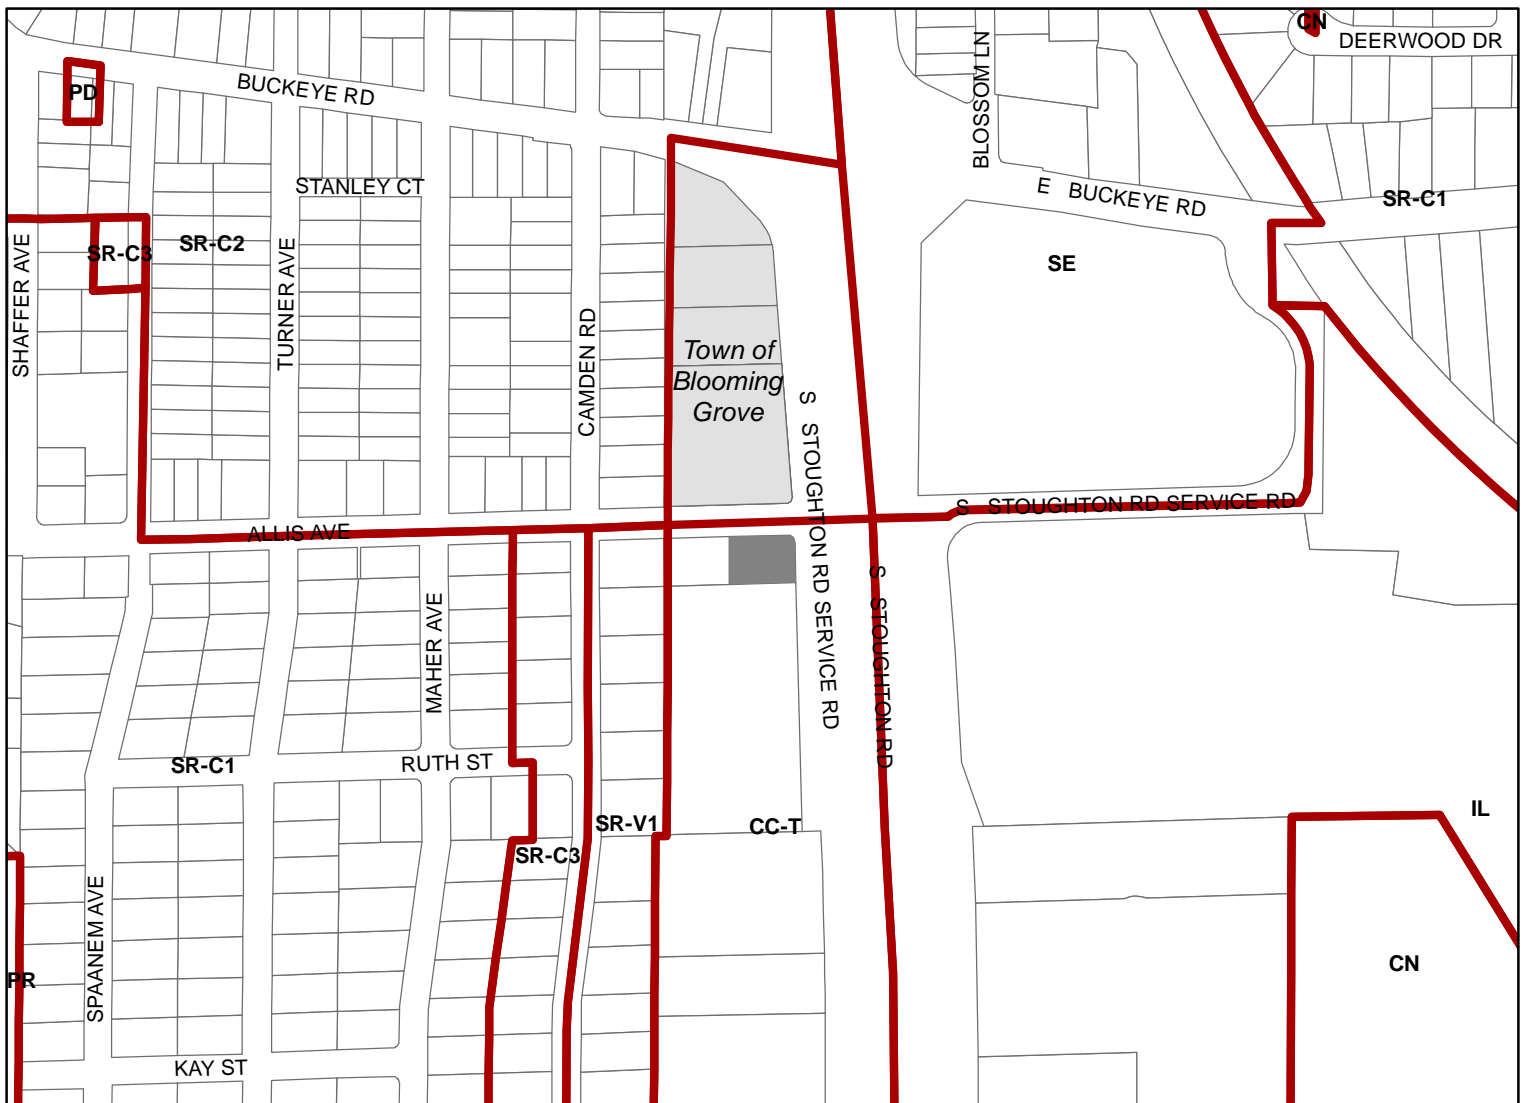 CN
DEERWOOD DR
BLOSSOM LN
PD
BUCKEYE RD
STANLEY CT
E BUCKEYE RD
SR-C1
SHAFFER AVE
SR-C3
SR-C2
TURNER AVE
SE
CAMDEN RD
Town of
Blooming
Grove
S STOUGHTON RD SERVICE RD
S STOUGHTON RD SERVICE RD
ALLIS AVE
S STOUGHTON RD
MAHER AVE
SR-C1
RUTH ST
SR-V1
CC-T
IL
SR-C3
SPAANEM AVE
PR
CN
KAY ST